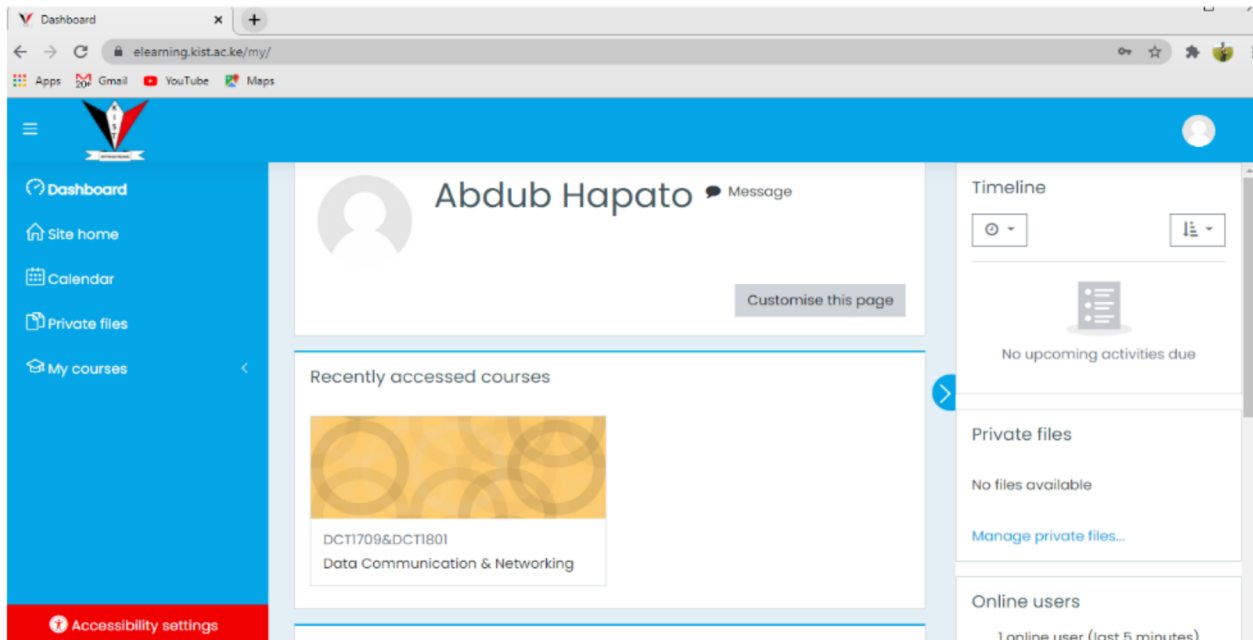 Dashboard
elearning.kist.ac.ke/my/
Apps
20+
Gmail
YouTube
Maps
KIST
Dashboard
Site home
Calendar
Private files
My courses
Accessibility settings
Abdub Hapato
Message
Customise this page
Recently accessed courses
DCT1709&DCT1801
Data Communication & Networking
Timeline
No upcoming activities due
Private files
No files available
Manage private files...
Online users
1 online user (last 5 minutes)